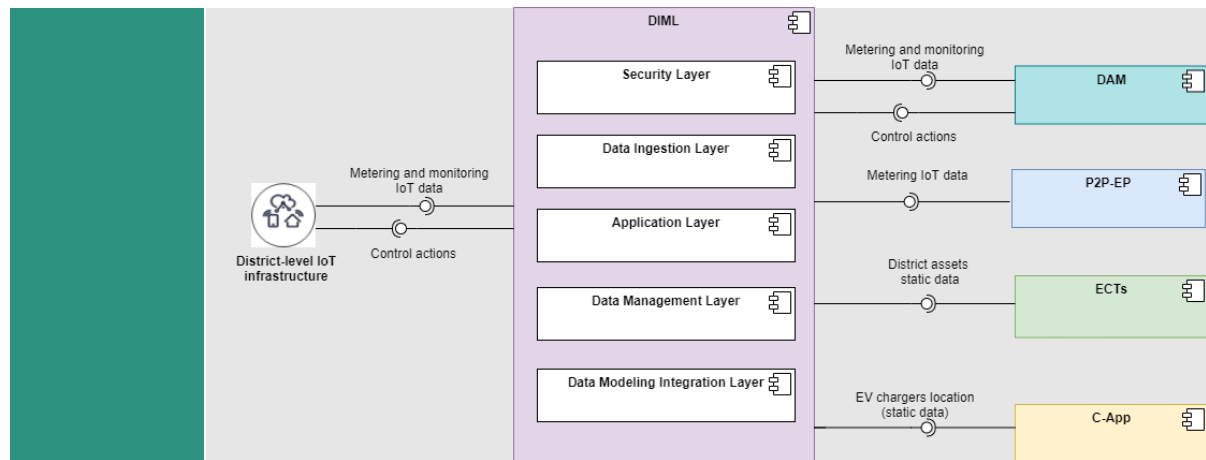 DIML
Security Layer
Data Ingestion Layer
Application Layer
Data Management Layer
Data Modeling Integration Layer
Metering and monitoring
IoT data
Control actions
District-level IoT
infrastructure
Metering and monitoring
IoT data
Control actions
DAM
Metering IoT data
P2P-EP
District assets
static data
ECTs
EV chargers location
(static data)
C-App